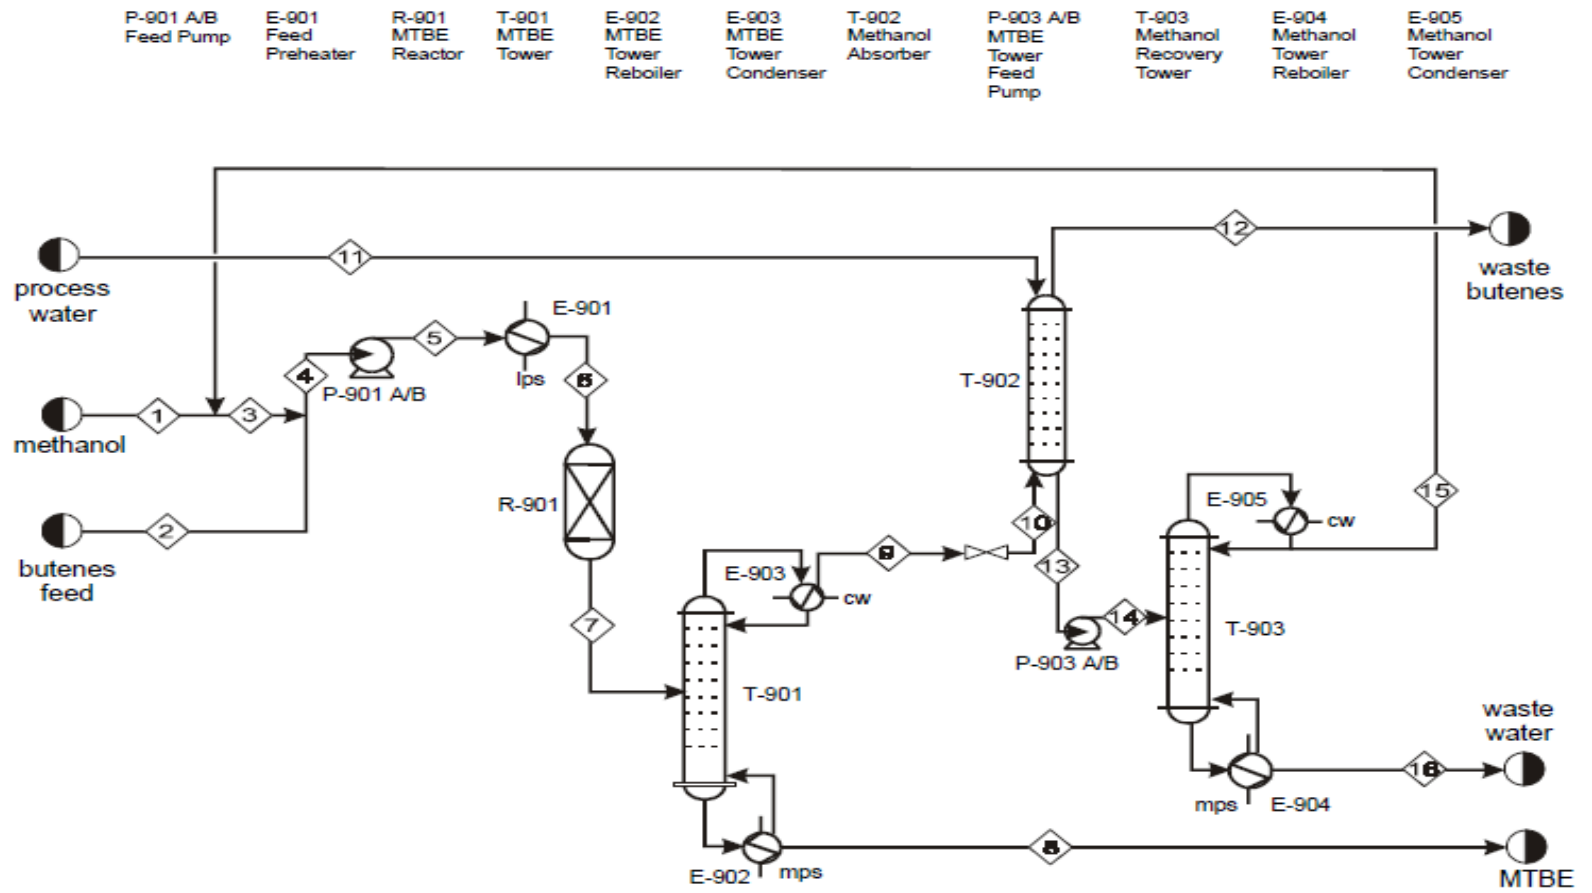 P-901 A/B
Feed Pump
E-901
Feed
Preheater
R-901
MTBE
Reactor
T-901
MTBE
Tower
E-902
MTBE
Tower
Reboiler
E-903
MTBE
Tower
Condenser
T-902
Methanol
Absorber
P-903 A/B
MTBE
Tower
Feed
Pump
T-903
Methanol
Recovery
Tower
E-904
Methanol
Tower
Reboiler
E-905
Methanol
Tower
Condenser
12
waste
butenes
11
process
water
E-901
5
lps
6
4
P-901 A/B
T-902
1
3
methanol
R-901
2
butenes
feed
15
E-905
cw
10
9
E-903
cw
13
14
P-903 A/B
T-903
7
T-901
waste
water
16
mps
E-904
8
E-902
mps
MTBE